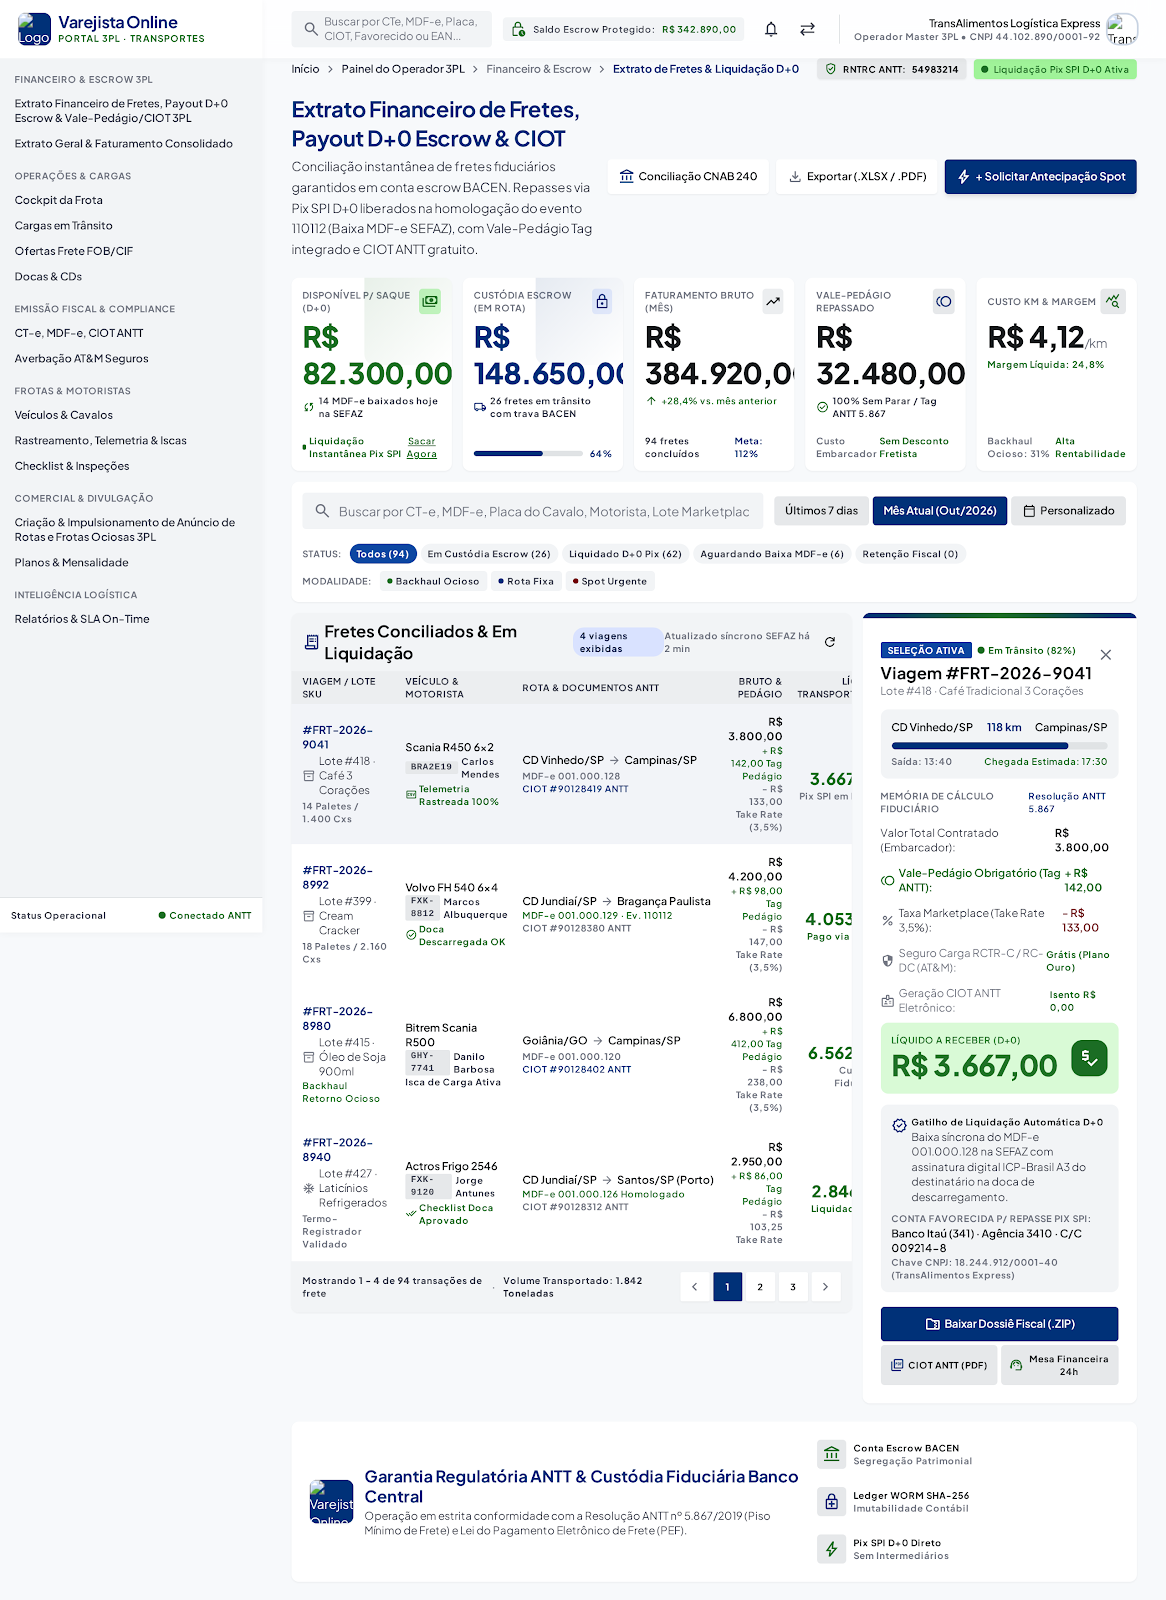 Logo
Varejista Online
PORTAL 3PL · TRANSPORTES
Buscar por CTe, MDF-e, Placa,
CIOT, Favorecido ou EAN...
Saldo Escrow Protegido: R$ 342.890,00
TransAlimentos Logística Express
Operador Master 3PL • CNPJ 44.102.890/0001-92
Trans
FINANCEIRO & ESCROW 3PL
Extrato Financeiro de Fretes, Payout D+0
Escrow & Vale-Pedágio/CIOT 3PL
Extrato Geral & Faturamento Consolidado
OPERAÇÕES & CARGAS
Cockpit da Frota
Cargas em Trânsito
Ofertas Frete FOB/CIF
Docas & CDs
EMISSÃO FISCAL & COMPLIANCE
CT-e, MDF-e, CIOT ANTT
Averbação AT&M Seguros
FROTAS & MOTORISTAS
Veículos & Cavalos
Rastreamento, Telemetria & Iscas
Checklist & Inspeções
COMERCIAL & DIVULGAÇÃO
Criação & Impulsionamento de Anúncio de
Rotas e Frotas Ociosas 3PL
Planos & Mensalidade
INTELIGÊNCIA LOGÍSTICA
Relatórios & SLA On-Time
Status Operacional
Conectado ANTT
Início > Painel do Operador 3PL > Financeiro & Escrow > Extrato de Fretes & Liquidação D+0
RNTRC ANTT: 54983214
Liquidação Pix SPI D+0 Ativa
Extrato Financeiro de Fretes,
Payout D+0 Escrow & CIOT
Conciliação instantânea de fretes fiduciários
garantidos em conta escrow BACEN. Repasses via
Pix SPI D+0 liberados na homologação do evento
110112 (Baixa MDF-e SEFAZ), com Vale-Pedágio Tag
integrado e CIOT ANTT gratuito.
Conciliação CNAB 240
Exportar (.XLSX / .PDF)
+ Solicitar Antecipação Spot
DISPONÍVEL P/ SAQUE
(D+0)
R$
82.300,00
14 MDF-e baixados hoje
na SEFAZ
Liquidação
Instantânea Pix SPI
Sacar
Agora
CUSTÓDIA ESCROW
(EM ROTA)
R$
148.650,00
26 fretes em trânsito
com trava BACEN
64%
FATURAMENTO BRUTO
(MÊS)
R$
384.920,0
+28,4% vs. mês anterior
94 fretes
concluídos
Meta:
112%
VALE-PEDÁGIO
REPASSADO
R$
32.480,00
100% Sem Parar / Tag
ANTT 5.867
Custo
Embarcador
Sem Desconto
Fretista
CUSTO KM & MARGEM
R$ 4,12/km
Margem Líquida: 24,8%
Backhaul
Ocioso: 31%
Alta
Rentabilidade
Buscar por CT-e, MDF-e, Placa do Cavalo, Motorista, Lote Marketplac
Últimos 7 dias
Mês Atual (Out/2026)
Personalizado
STATUS:
Todos (94)
Em Custódia Escrow (26)
Liquidado D+0 Pix (62)
Aguardando Baixa MDF-e (6)
Retenção Fiscal (0)
MODALIDADE:
Backhaul Ocioso
Rota Fixa
Spot Urgente
Fretes Conciliados & Em
Liquidação
4 viagens
exibidas
Atualizado síncrono SEFAZ há
2 min
VIAGEM / LOTE
SKU
VEÍCULO &
MOTORISTA
ROTA & DOCUMENTOS ANTT
BRUTO &
PEDÁGIO
LÍ
TRANSPORT
#FRT-2026-
9041
Lote #418 ·
Café 3
Corações
14 Paletes /
1.400 Cxs
Scania R450 6x2
BRA2E19
Carlos
Mendes
Telemetria
Rastreada 100%
CD Vinhedo/SP → Campinas/SP
MDF-e 001.000.128
CIOT #90128419 ANTT
R$
3.800,00
+ R$
142,00 Tag
Pedágio
- R$
133,00
Take Rate
(3,5%)
3.667
Pix SPI em
#FRT-2026-
8992
Lote #399 ·
Cream
Cracker
18 Paletes / 2.160
Cxs
Volvo FH 540 6x4
FXK-
8812
Marcos
Albuquerque
Doca
Descarregada OK
CD Jundiaí/SP → Bragança Paulista
MDF-e 001.000.129 · Ev. 110112
CIOT #90128380 ANTT
R$
4.200,00
+ R$ 98,00
Tag
Pedágio
- R$
147,00
Take Rate
(3,5%)
4.053
Pago via
#FRT-2026-
8980
Lote #415 ·
Óleo de Soja
900ml
Backhaul
Retorno Ocioso
Bitrem Scania
R500
GHY-
7741
Danilo
Barbosa
Isca de Carga Ativa
Goiânia/GO → Campinas/SP
MDF-e 001.000.120
CIOT #90128402 ANTT
R$
6.800,00
+ R$
412,00 Tag
Pedágio
- R$
238,00
Take Rate
(3,5%)
6.562
Cu
Fid
#FRT-2026-
8940
Lote #427 ·
Laticínios
Refrigerados
Termo-
Registrador
Validado
Actros Frigo 2546
FXK-
9120
Jorge
Antunes
Checklist Doca
Aprovado
CD Jundiaí/SP → Santos/SP (Porto)
MDF-e 001.000.126 Homologado
CIOT #90128312 ANTT
R$
2.950,00
+ R$ 86,00
Tag
Pedágio
- R$
103,25
Take Rate
2.84
Liquidac
Mostrando 1 - 4 de 94 transações de
frete
·
Volume Transportado: 1.842
Toneladas
1 2 3
SELEÇÃO ATIVA
Em Trânsito (82%)
Viagem #FRT-2026-9041
Lote #418 · Café Tradicional 3 Corações
CD Vinhedo/SP 118 km Campinas/SP
Saída: 13:40
Chegada Estimada: 17:30
MEMÓRIA DE CÁLCULO
FIDUCIÁRIO
Resolução ANTT
5.867
Valor Total Contratado
(Embarcador):
R$
3.800,00
Vale-Pedágio Obrigatório (Tag
ANTT):
+ R$
142,00
Taxa Marketplace (Take Rate
3,5%):
- R$
133,00
Seguro Carga RCTR-C / RC-
DC (AT&M):
Grátis (Plano
Ouro)
Geração CIOT ANTT
Eletrônico:
Isento R$
0,00
LÍQUIDO A RECEBER (D+0)
R$ 3.667,00
Gatilho de Liquidação Automática D+0
Baixa síncrona do MDF-e
001.000.128 na SEFAZ com
assinatura digital ICP-Brasil A3 do
destinatário na doca de
descarregamento.
CONTA FAVORECIDA P/ REPASSE PIX SPI:
Banco Itaú (341) · Agência 3410 · C/C
009214-8
Chave CNPJ: 18.244.912/0001-40
(TransAlimentos Express)
Baixar Dossiê Fiscal (.ZIP)
CIOT ANTT (PDF)
Mesa Financeira
24h
Varejist
Online
Garantia Regulatória ANTT & Custódia Fiduciária Banco
Central
Operação em estrita conformidade com a Resolução ANTT nº 5.867/2019 (Piso
Mínimo de Frete) e Lei do Pagamento Eletrônico de Frete (PEF).
Conta Escrow BACEN
Segregação Patrimonial
Ledger WORM SHA-256
Imutabilidade Contábil
Pix SPI D+0 Direto
Sem Intermediários